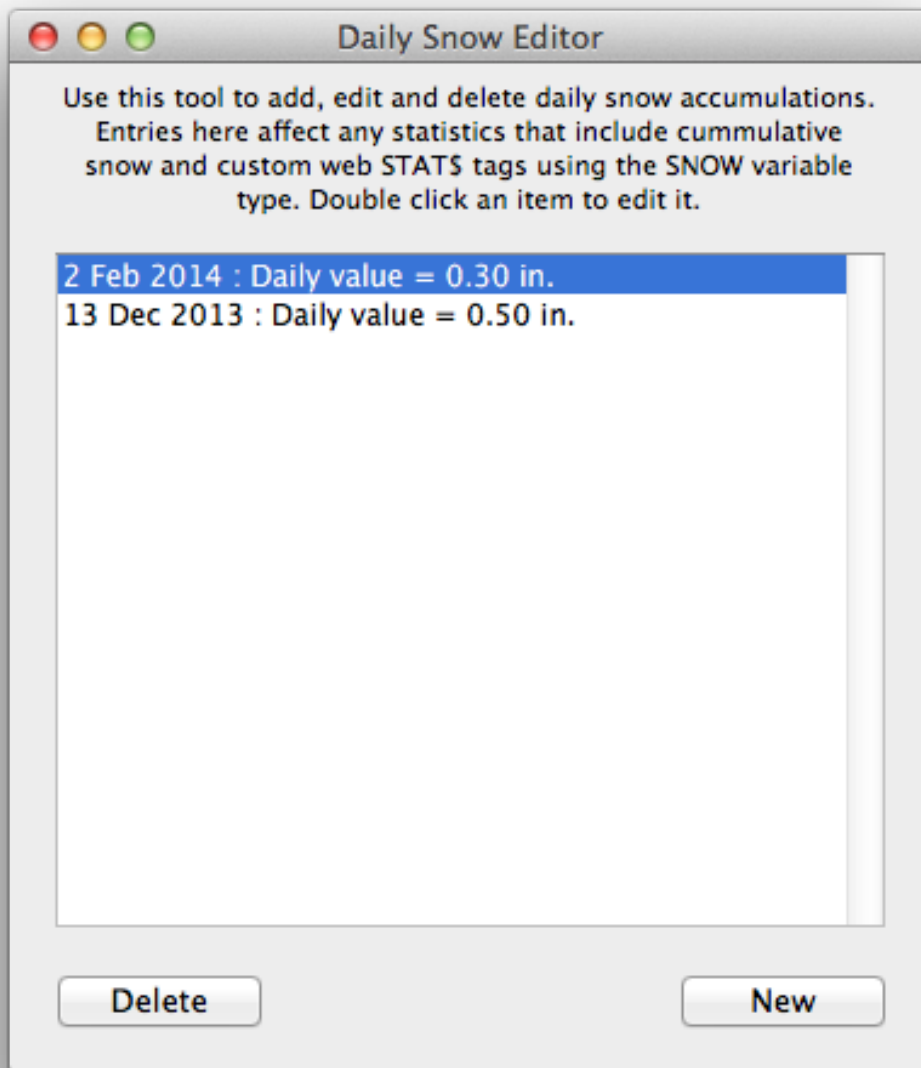 Daily Snow Editor
Use this tool to add, edit and delete daily snow accumulations.
Entries here affect any statistics that include cummulative
snow and custom web STAT$ tags using the SNOW variable
type. Double click an item to edit it.
2 Feb 2014 : Daily value = 0.30 in.
13 Dec 2013 : Daily value = 0.50 in.
Delete
New